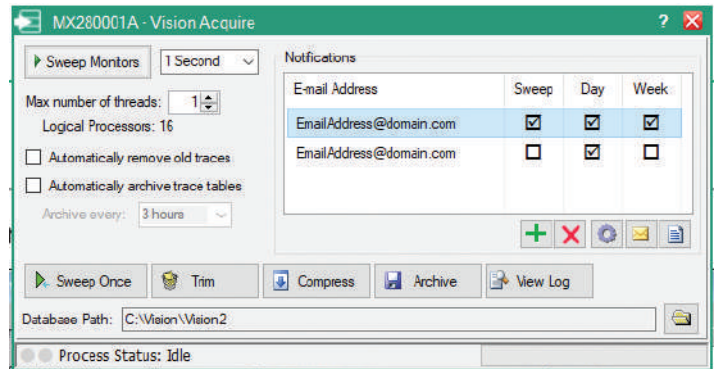 MX280001A - Vision Acquire ?
Sweep Monitors 1 Second
Max number of threads: 1
Logical Processors: 16
Automatically remove old traces
Automatically archive trace tables
Archive every: 3 hours
Notifications
E-mail Address Sweep Day Week
EmailAddress@domain.com
EmailAddress@domain.com
Sweep Once Trim Compress Archive View Log
Database Path: C:\Vision\Vision2
Process Status: Idle